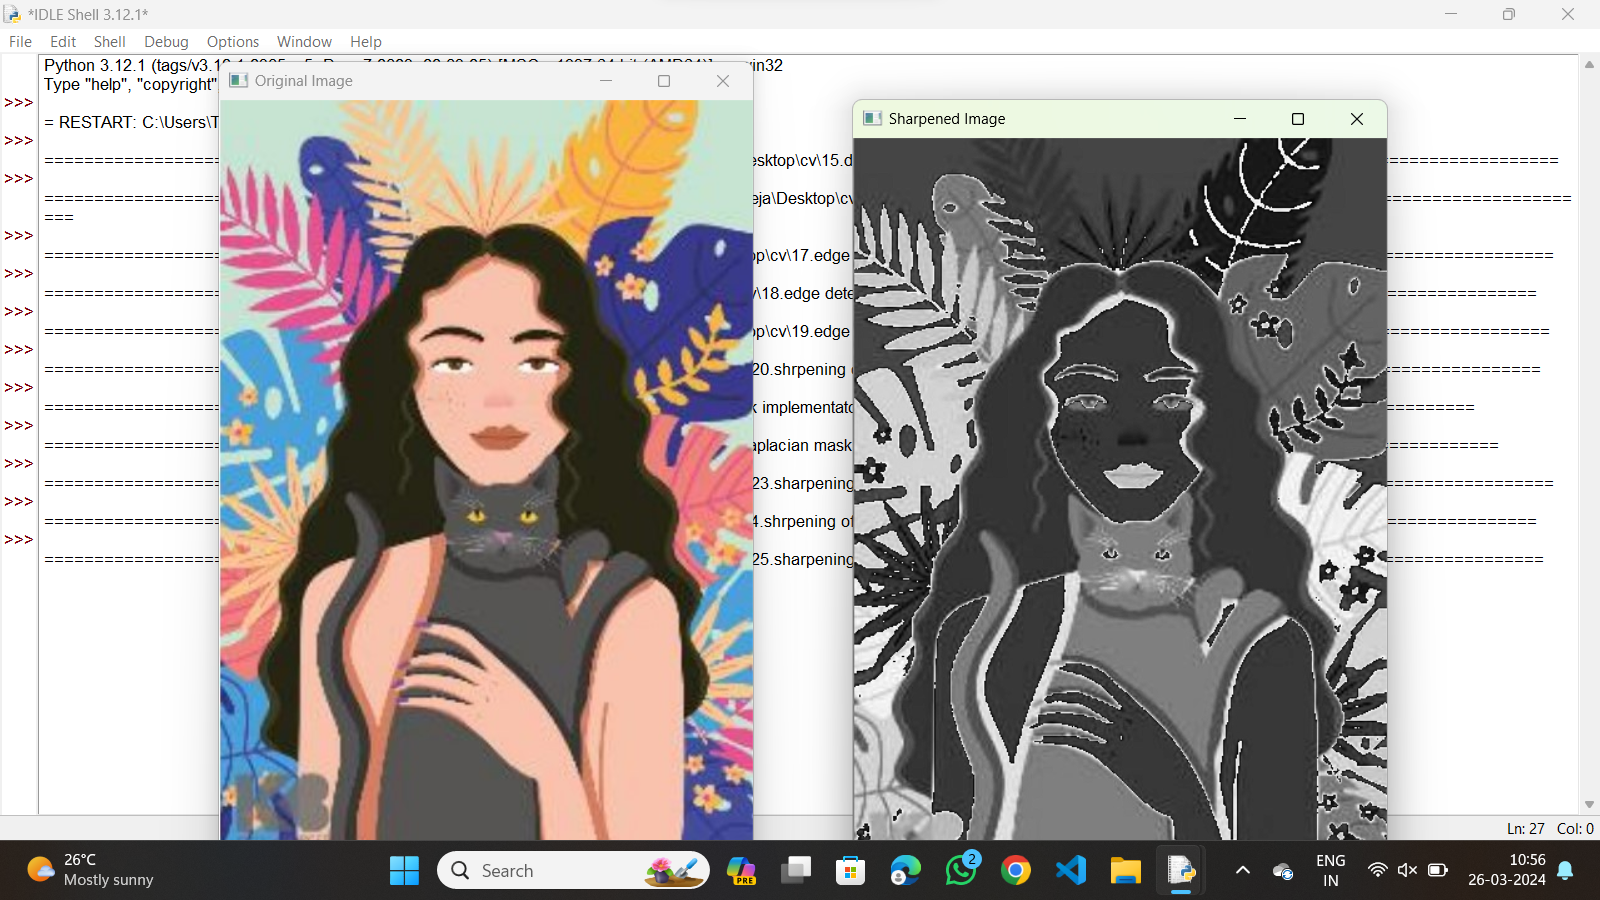 *IDLE Shell 3.12.1*
File Edit Shell Debug Options Window Help
Python 3.12.1 (tags/v3.
in32
Type "help", "copyright"
>>>
= RESTART: C:\Users\T
>>>
===================== esktop\cv\15.d ==================
>>>
===================== eja\Desktop\cv ===================
===
>>>
===================== op\cv\17.edge =================
>>>
===================== v\18.edge dete ===============
>>>
===================== op\cv\19.edge ================
>>>
===================== 20.shrpening ================
>>>
===================== k implementato =========
>>>
===================== aplacian mask ============
>>>
===================== 23.sharpening =================
>>>
===================== 4.shrpening of ===============
>>>
===================== 25.sharpening ================
Original Image
Sharpened Image
KB
Ln: 27 Col: 0
26°C
Mostly sunny
Search
PRE
2
ENG
IN
10:56
26-03-2024